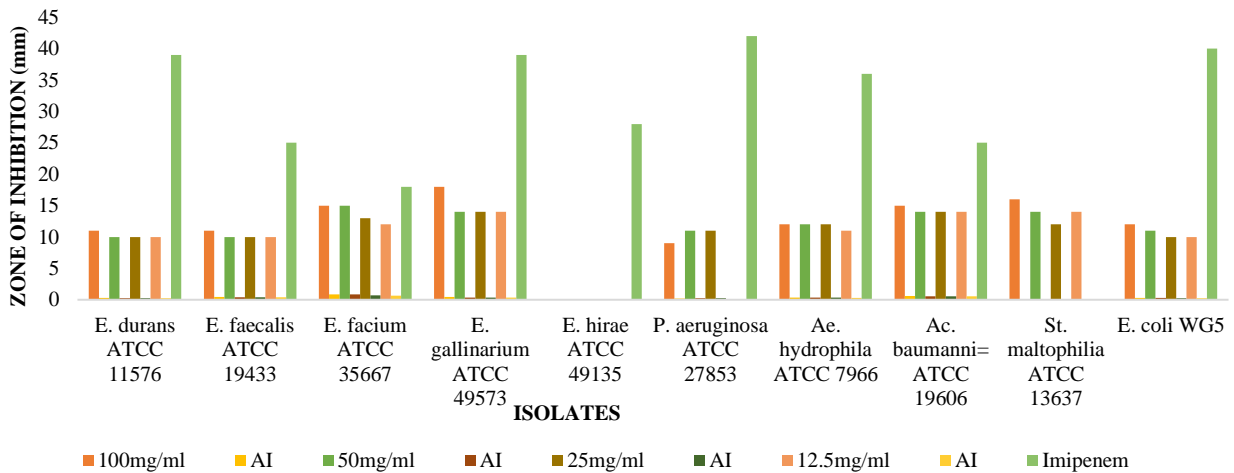 ZONE OF INHIBITION (mm)
45
40
35
30
25
20
15
10
5
0
E. durans
ATCC
11576
E. faecalis
ATCC
19433
E. facium
ATCC
35667
E.
gallinarium
ATCC
49573
E. hirae
ATCC
49135
P. aeruginosa
ATCC
27853
Ae.
hydrophila
ATCC 7966
Ac.
baumanni=
ATCC
19606
St.
maltophilia
ATCC
13637
E. coli WG5
ISOLATES
100mg/ml
AI
50mg/ml
AI
25mg/ml
AI
12.5mg/ml
AI
Imipenem